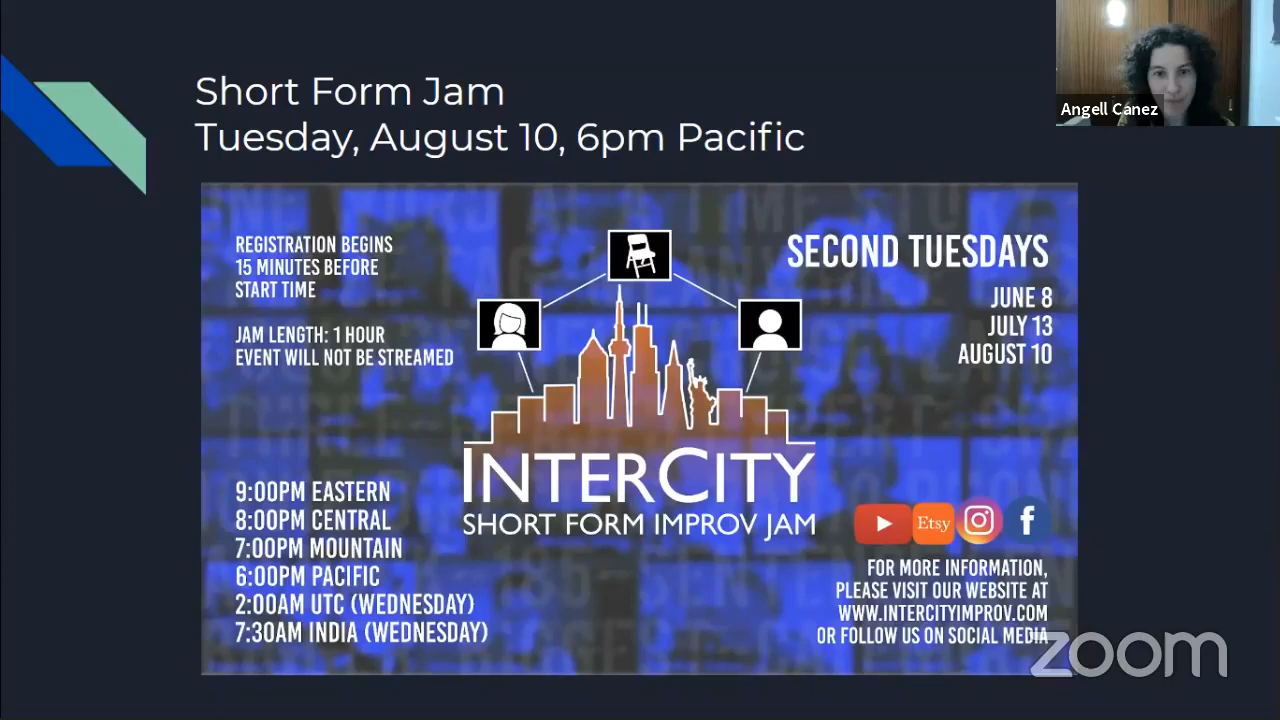 Short Form Jam
Tuesday, August 10, 6pm Pacific
Angell Cánez
REGISTRATION BEGINS
15 MINUTES BEFORE
START TIME
JAM LENGTH: 1 HOUR
EVENT WILL NOT BE STREAMED
SECOND TUESDAYS
JUNE 8
JULY 13
AUGUST 10
INTERCITY
SHORT FORM IMPROV JAM
9:00PM EASTERN
8:00PM CENTRAL
7:00PM MOUNTAIN
6:00PM PACIFIC
2:00AM UTC (WEDNESDAY)
7:30AM INDIA (WEDNESDAY)
Etsy
FOR MORE INFORMATION,
PLEASE VISIT OUR WEBSITE AT
WWW.INTERCITYIMPROV.COM
OR FOLLOW US ON SOCIAL MEDIA
zoom